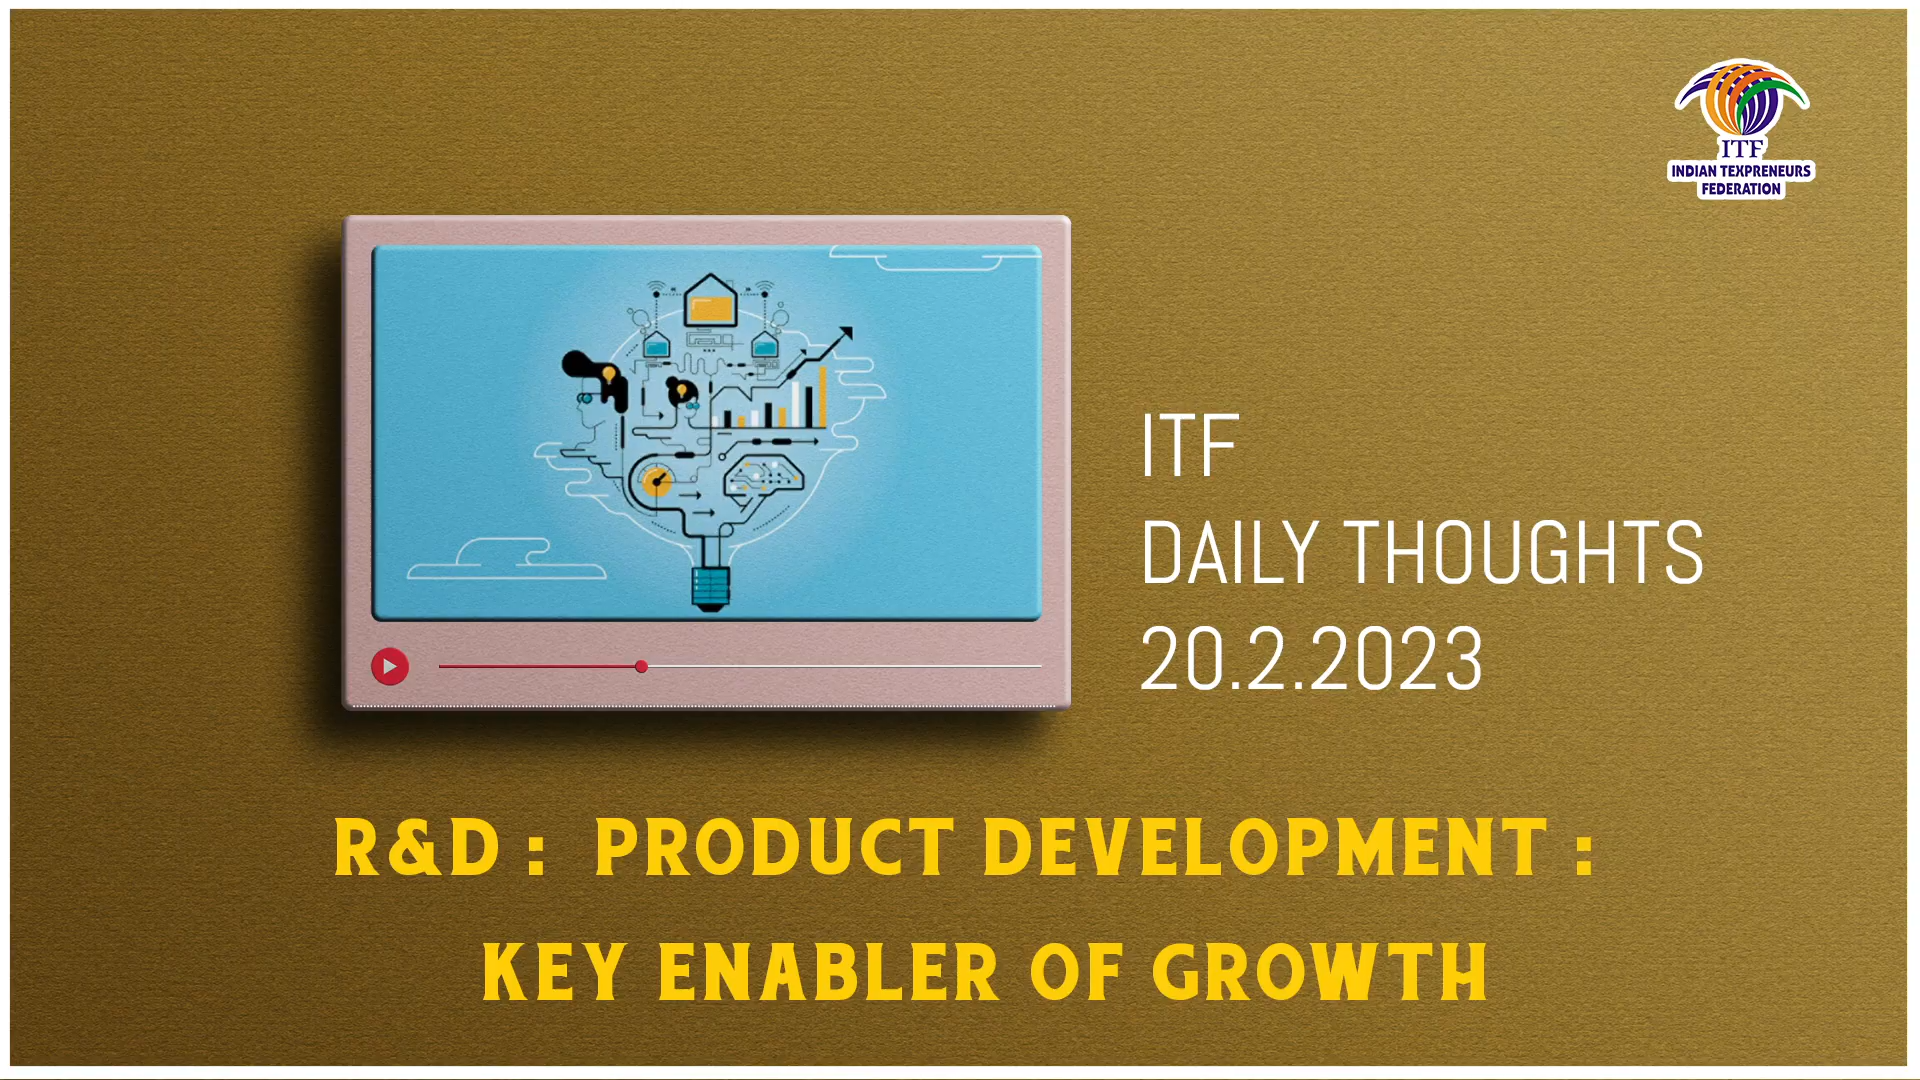 ITF
INDIAN TEXPRENEURS
FEDERATION
ITF
DAILY THOUGHTS
20.2.2023
R&D : PRODUCT DEVELOPMENT :
KEY ENABLER OF GROWTH